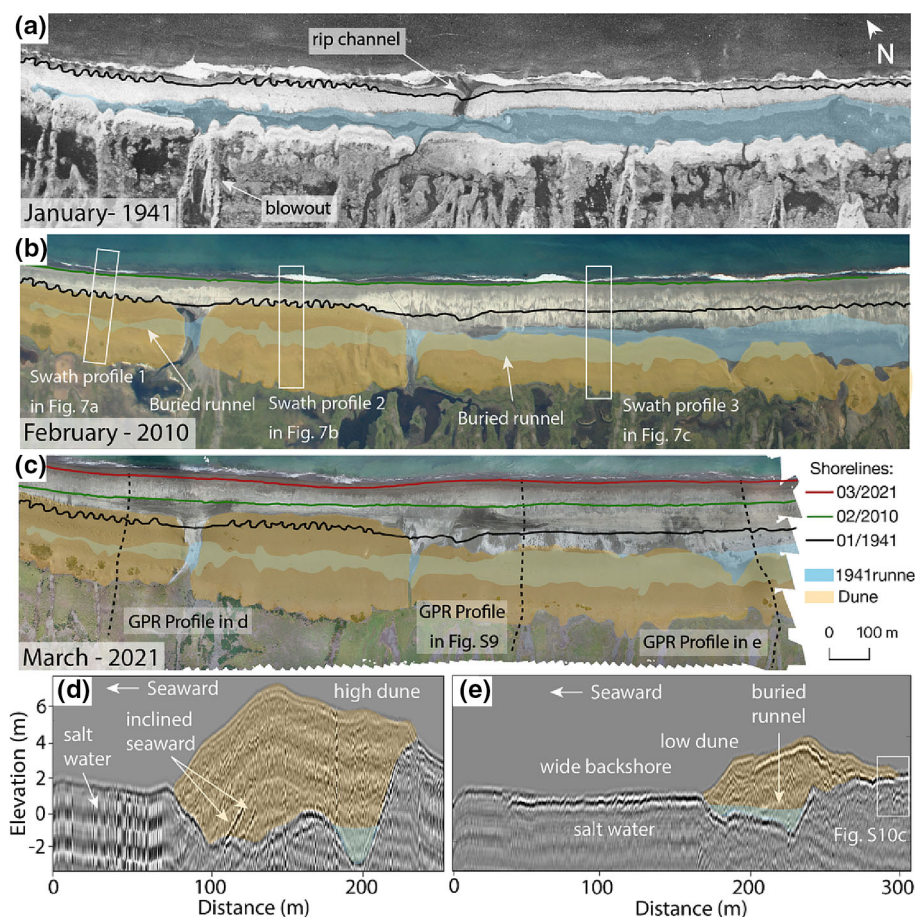 (a)
rip channel
N
January- 1941
blowout
(b)
Swath profile 1
in Fig. 7a
Buried runnel
Swath profile 2
in Fig. 7b
Buried runnel
Swath profile 3
in Fig. 7c
February - 2010
(c)
Shorelines:
03/2021
02/2010
01/1941
1941runne
Dune
0 100 m
GPR Profile in d
GPR Profile
in Fig. S9
GPR Profile in e
March - 2021
(d)
Seaward
high dune
inclined
seaward
salt
water
Elevation (m)
6
4
2
0
-2
0 100 200
Distance (m)
(e)
Seaward
buried
runnel
low dune
wide backshore
salt water
Fig. S10c
0 100 200 300
Distance (m)